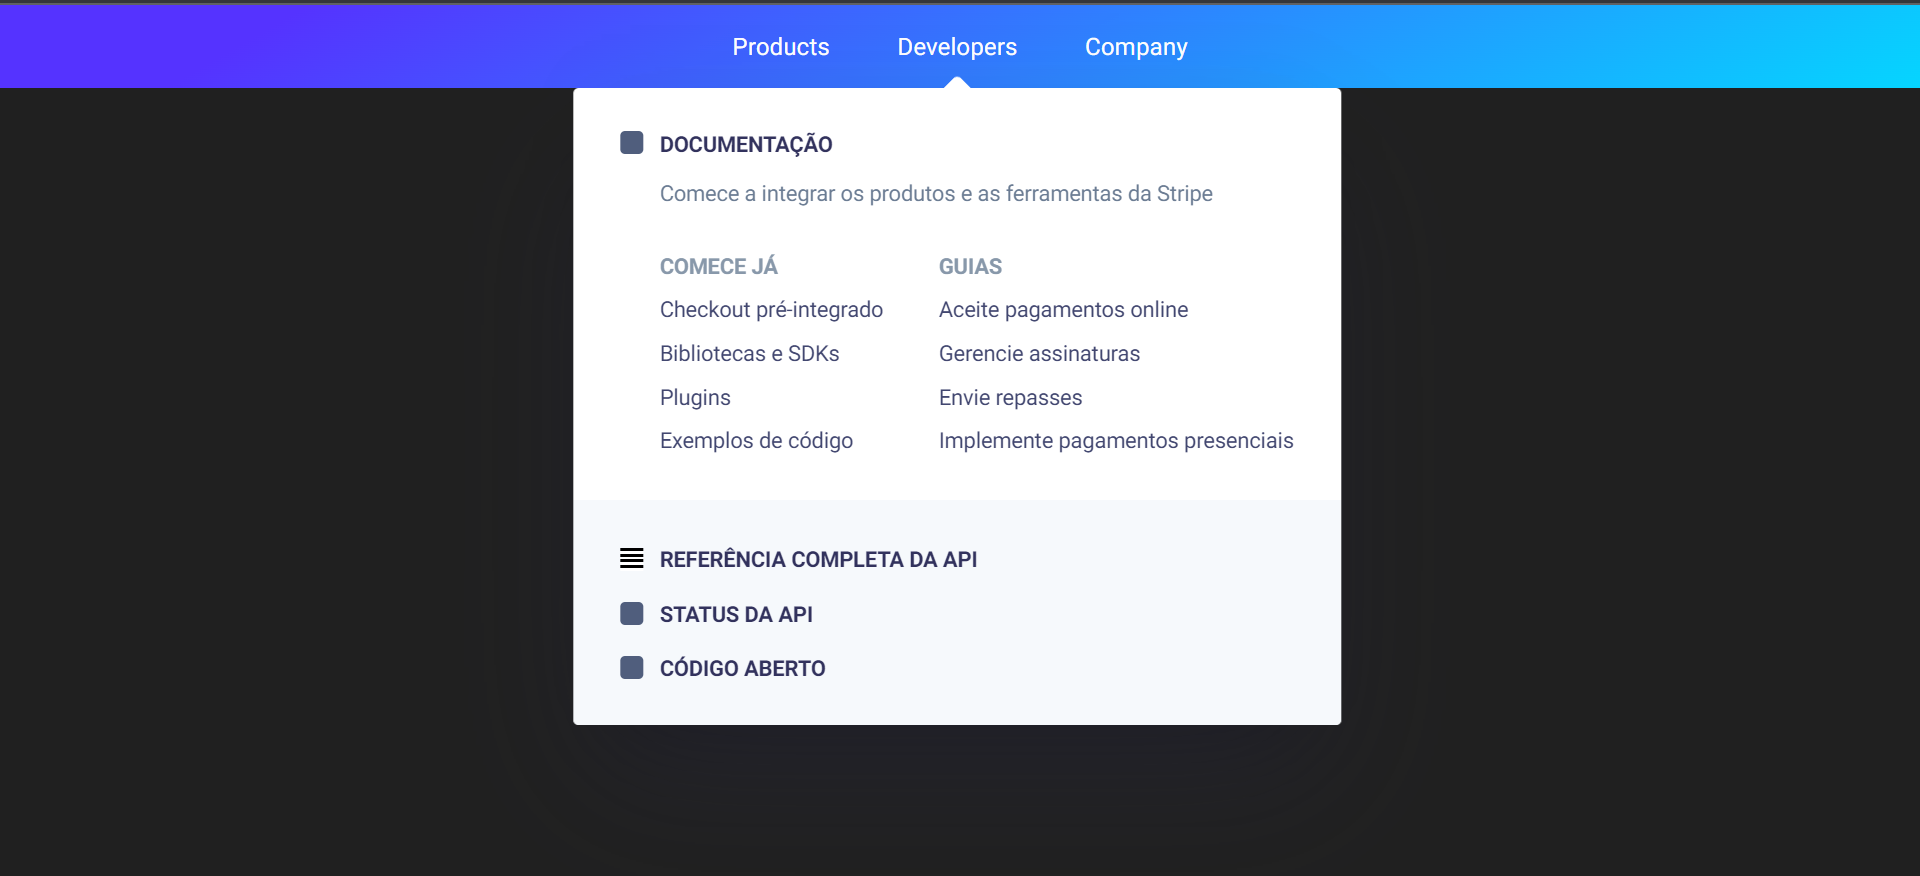 Products Developers Company
DOCUMENTAÇÃO
Comece a integrar os produtos e as ferramentas da Stripe
COMECE JÁ
Checkout pré-integrado
Bibliotecas e SDKs
Plugins
Exemplos de código
GUIAS
Aceite pagamentos online
Gerencie assinaturas
Envie repasses
Implemente pagamentos presenciais
REFERÊNCIA COMPLETA DA API
STATUS DA API
CÓDIGO ABERTO